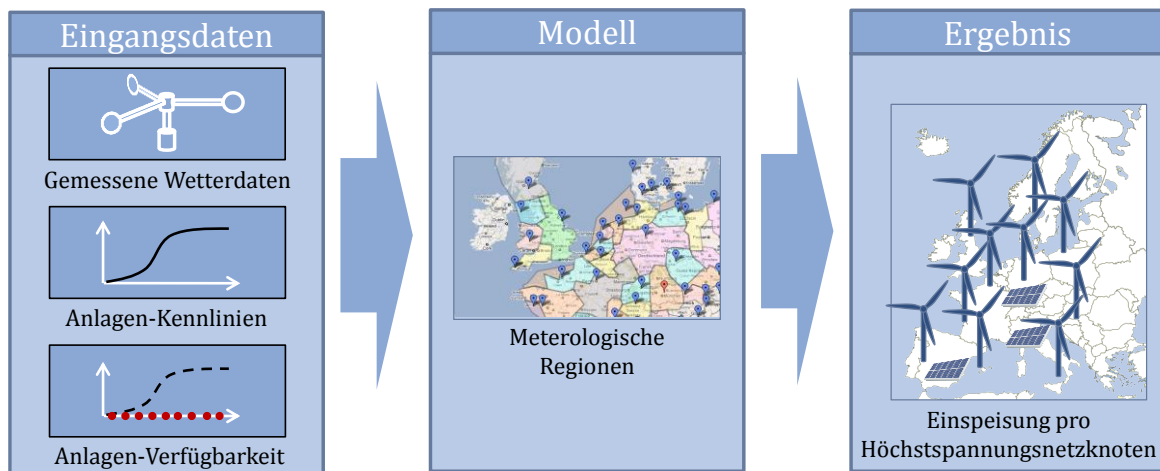 Eingangsdaten
Gemessene Wetterdaten
Anlagen-Kennlinien
Anlagen-Verfügbarkeit
Modell
Meterologische
Regionen
Ergebnis
Einspeisung pro
Höchstspannungsnetzknoten